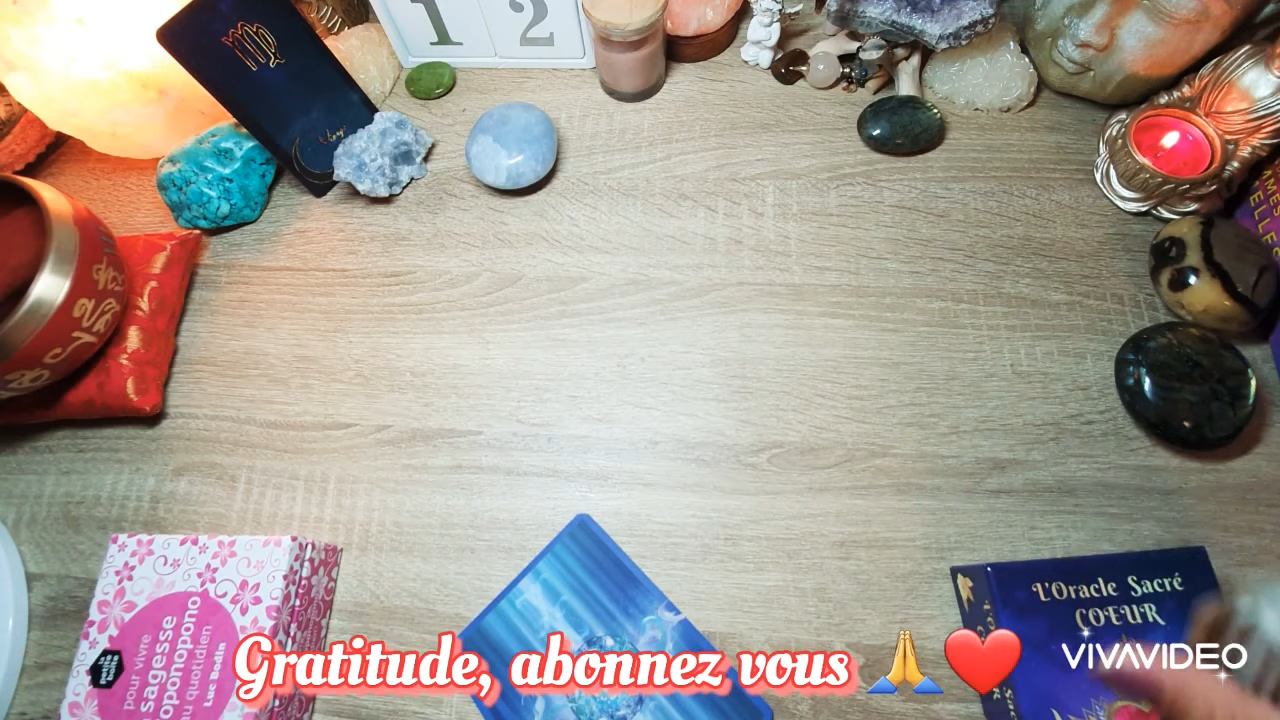 1 2
L'Oracle Sacré
COEUR
pour vivre
sagesse
oponopono
au quotidien
Luc Bodin
Gratitude, abonnez vous 🙏❤️
VIVAVIDEO